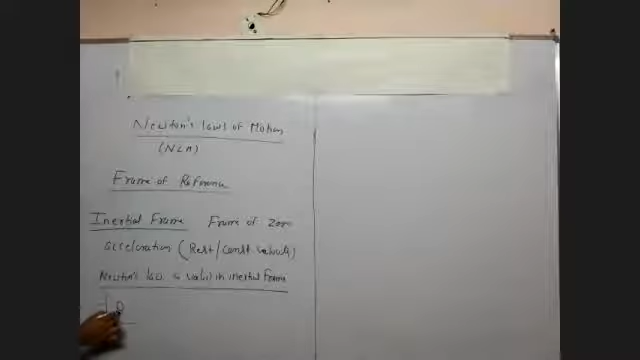 Newton's laws of Motion
(NLM)
Frame of Reference
Inertial Frame Frame of Zero
acceleration (Rest/const velocity)
Newton's law is valid in inertial Frame